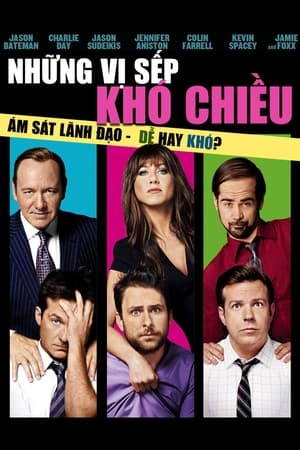 JASON BATEMAN CHARLIE DAY JASON SUDEIKIS JENNIFER ANISTON COLIN FARRELL KEVIN SPACEY JAMIE and FOXX
NHỮNG VỊ SẾP
KHÓ CHIỀU
ÁM SÁT LÃNH ĐẠO - DỄ HAY KHÓ?